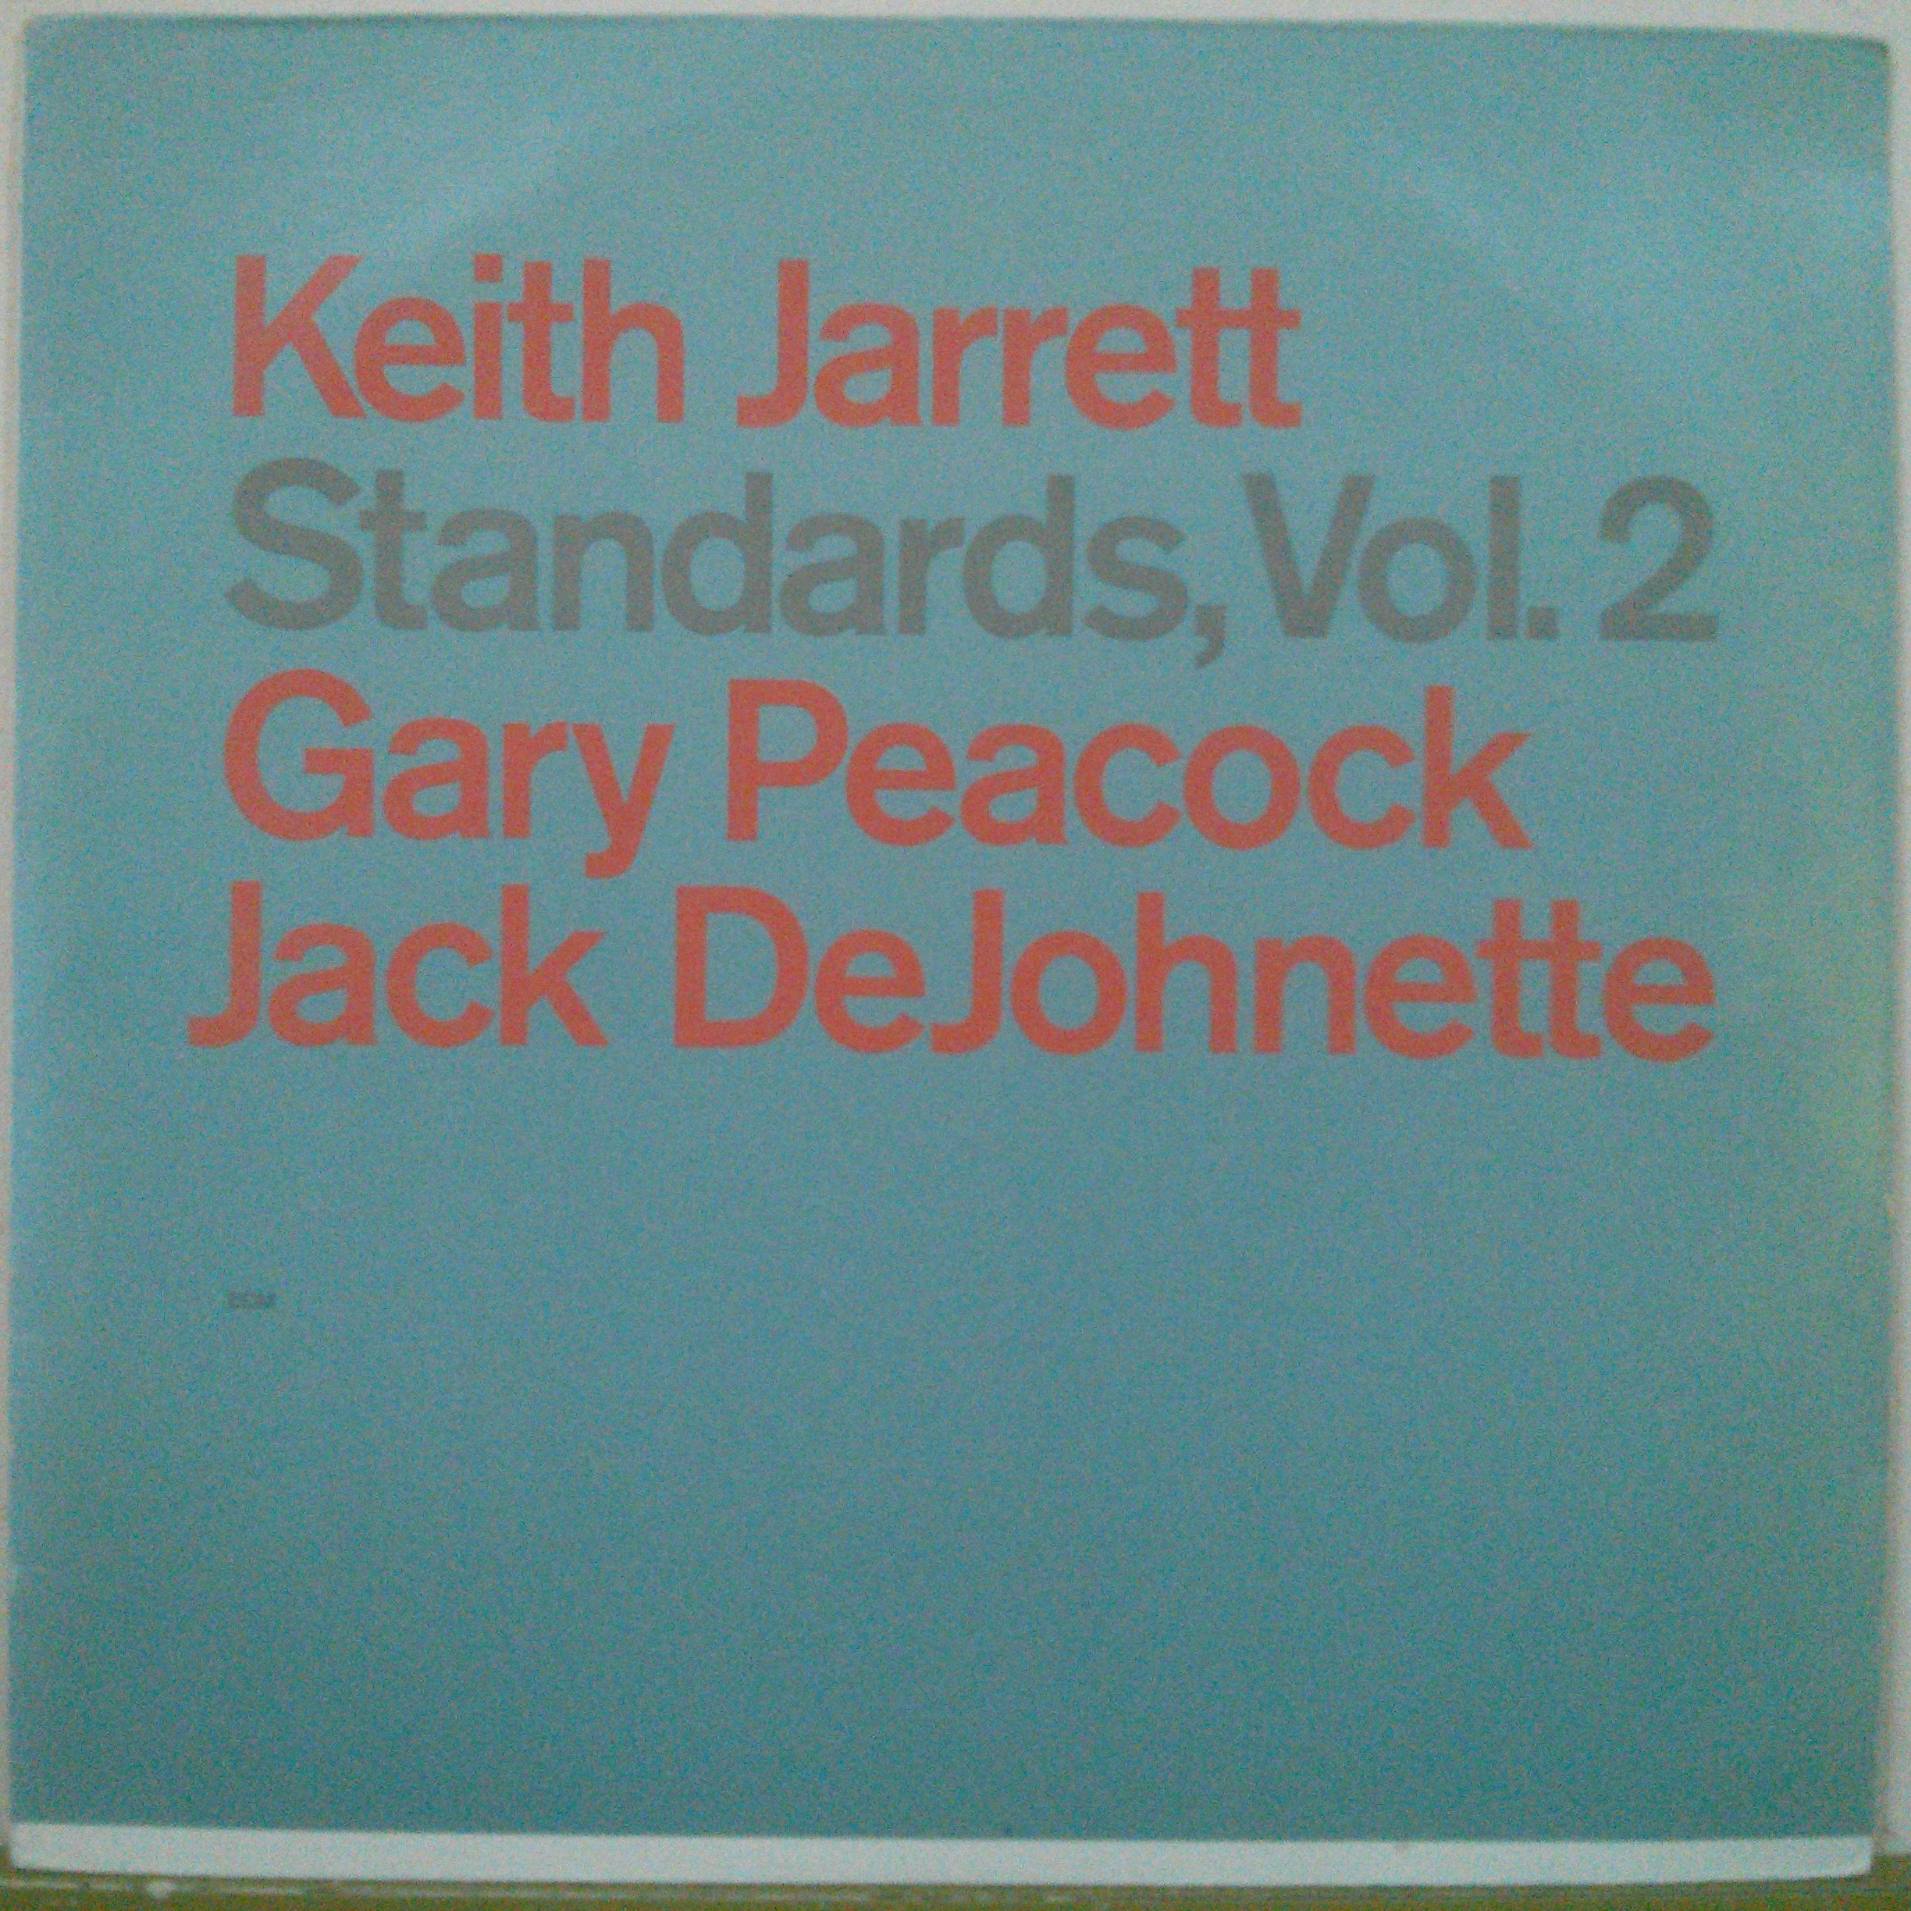 Keith Jarrett
Standards, Vol. 2
Gary Peacock
Jack DeJohnette
ECM